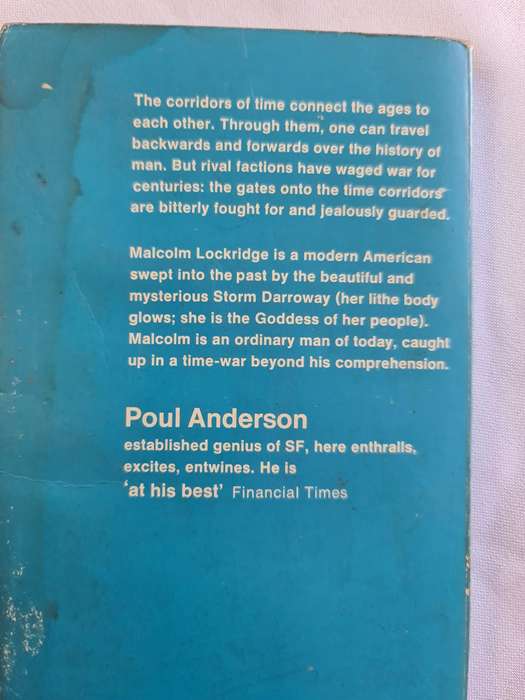 The corridors of time connect the ages to
each other. Through them, one can travel
backwards and forwards over the history of
man. But rival factions have waged war for
centuries: the gates onto the time corridors
are bitterly fought for and jealously guarded.
Malcolm Lockridge is a modern American
swept into the past by the beautiful and
mysterious Storm Darroway (her lithe body
glows; she is the Goddess of her people).
Malcolm is an ordinary man of today, caught
up in a time-war beyond his comprehension.
Poul Anderson
established genius of SF, here enthralls,
excites, entwines. He is
'at his best' Financial Times